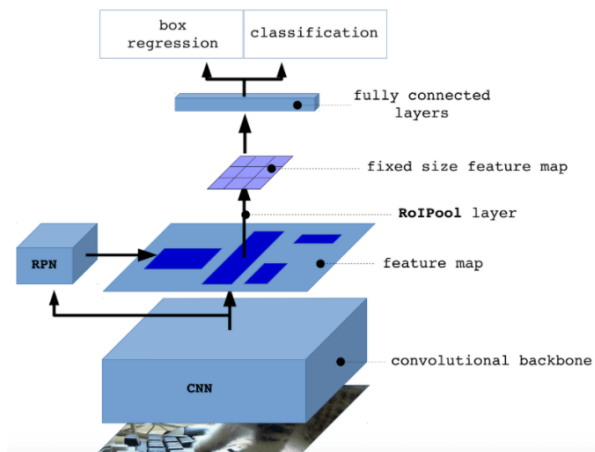 box
regression
classification
fully connected
layers
fixed size feature map
RoIPool layer
RPN
feature map
convolutional backbone
CNN